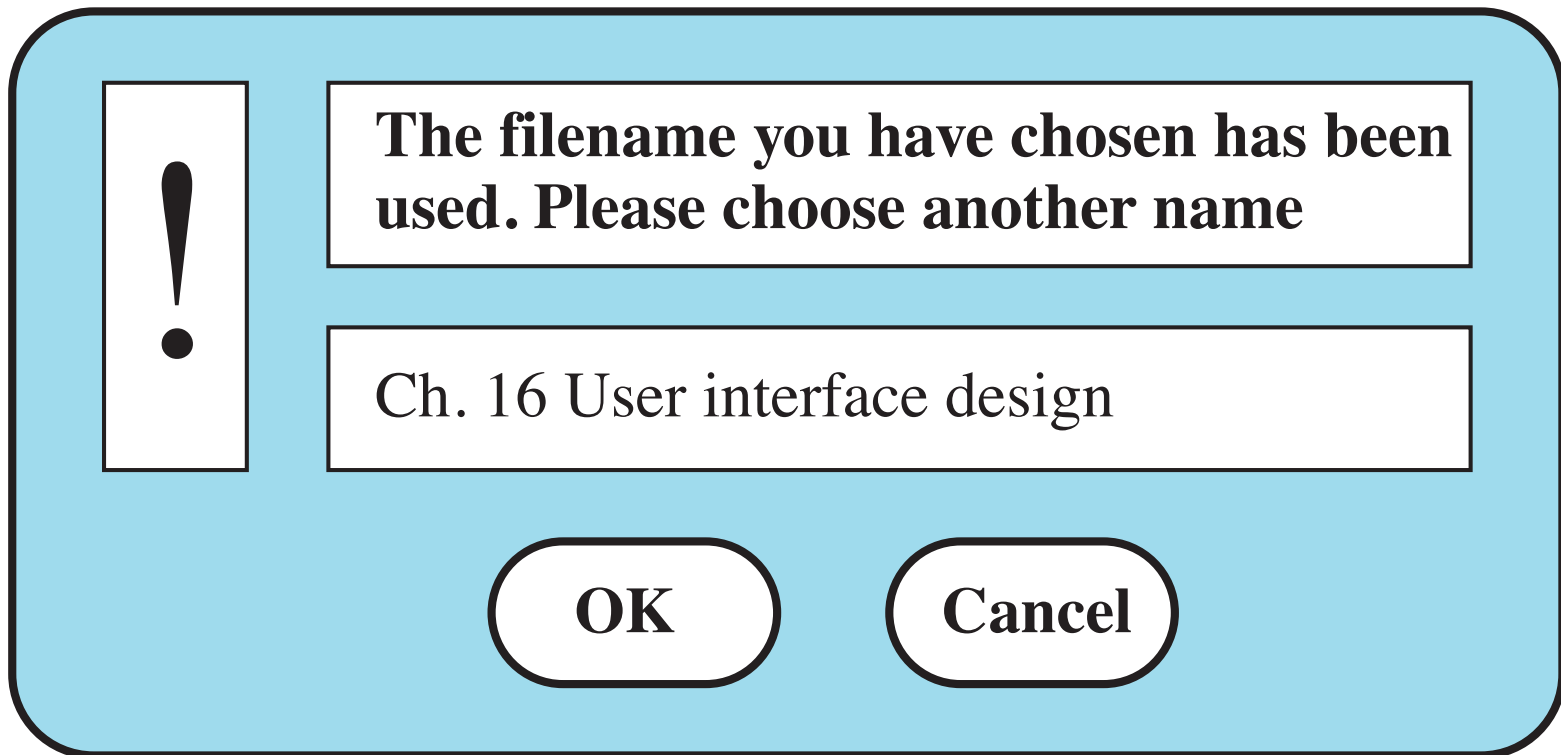 !
The filename you have chosen has been
used. Please choose another name
Ch. 16 User interface design
OK
Cancel